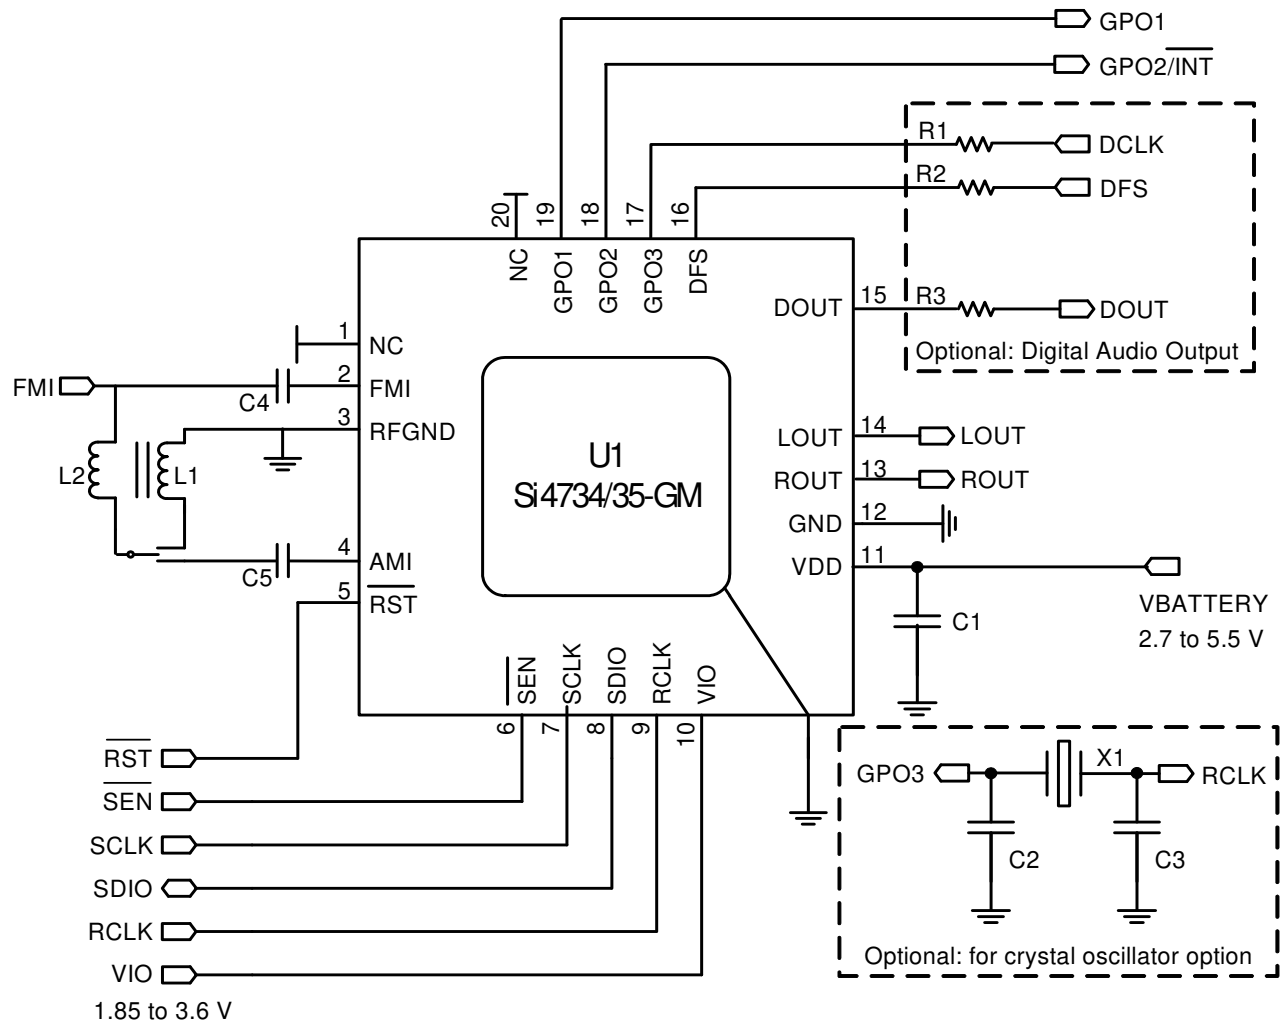 GPO1
GPO2/INT
R1
DCLK
R2
DFS
20
19
18
17
16
NC
GPO1
GPO2
GPO3
DFS
DOUT
15
R3
DOUT
Optional: Digital Audio Output
1
NC
FMI
C4
2
FMI
3
RFGND
L2
L1
U1
Si4734/35-GM
LOUT
14
LOUT
ROUT
13
ROUT
GND
12
VDD
11
C5
4
AMI
5
RST
C1
VBATTERY
2.7 to 5.5 V
SEN
SCLK
SDIO
RCLK
VIO
6
7
8
9
10
RST
SEN
SCLK
SDIO
RCLK
VIO
1.85 to 3.6 V
GPO3
X1
RCLK
C2
C3
Optional: for crystal oscillator option